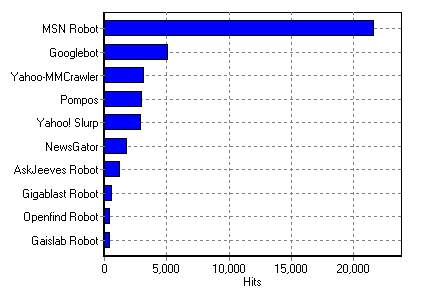 MSN Robot
Googlebot
Yahoo-MMCrawler
Pompos
Yahoo! Slurp
NewsGator
AskJeeves Robot
Gigablast Robot
Openfind Robot
Gaislab Robot
0 5,000 10,000 15,000 20,000
Hits